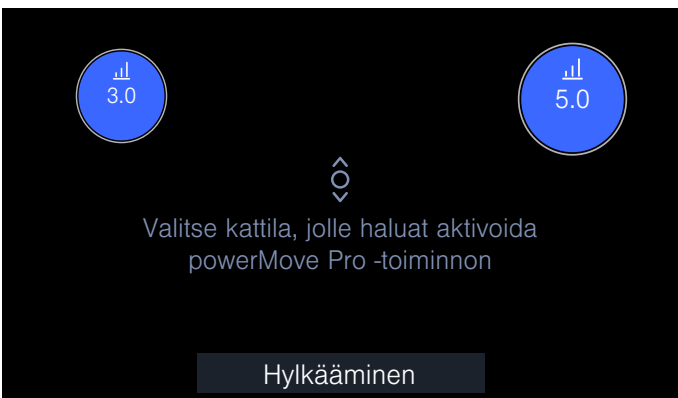 3.0
5.0
Valitse kattila, jolle haluat aktivoida
powerMove Pro -toiminnon
Hylkääminen